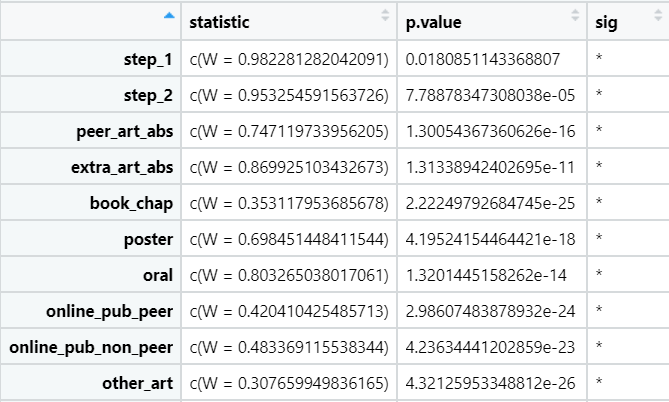 statistic p.value sig
step_1 c(W = 0.982281282042091) 0.0180851143368807 *
step_2 c(W = 0.953254591563726) 7.78878347308038e-05 *
peer_art_abs c(W = 0.747119733956205) 1.30054367360626e-16 *
extra_art_abs c(W = 0.869925103432673) 1.31338942402695e-11 *
book_chap c(W = 0.353117953685678) 2.22249792684745e-25 *
poster c(W = 0.698451448411544) 4.19524154464421e-18 *
oral c(W = 0.803265038017061) 1.3201445158262e-14 *
online_pub_peer c(W = 0.420410425485713) 2.98607483878932e-24 *
online_pub_non_peer c(W = 0.483369115538344) 4.23634441202859e-23 *
other_art c(W = 0.307659949836165) 4.32125953348812e-26 *